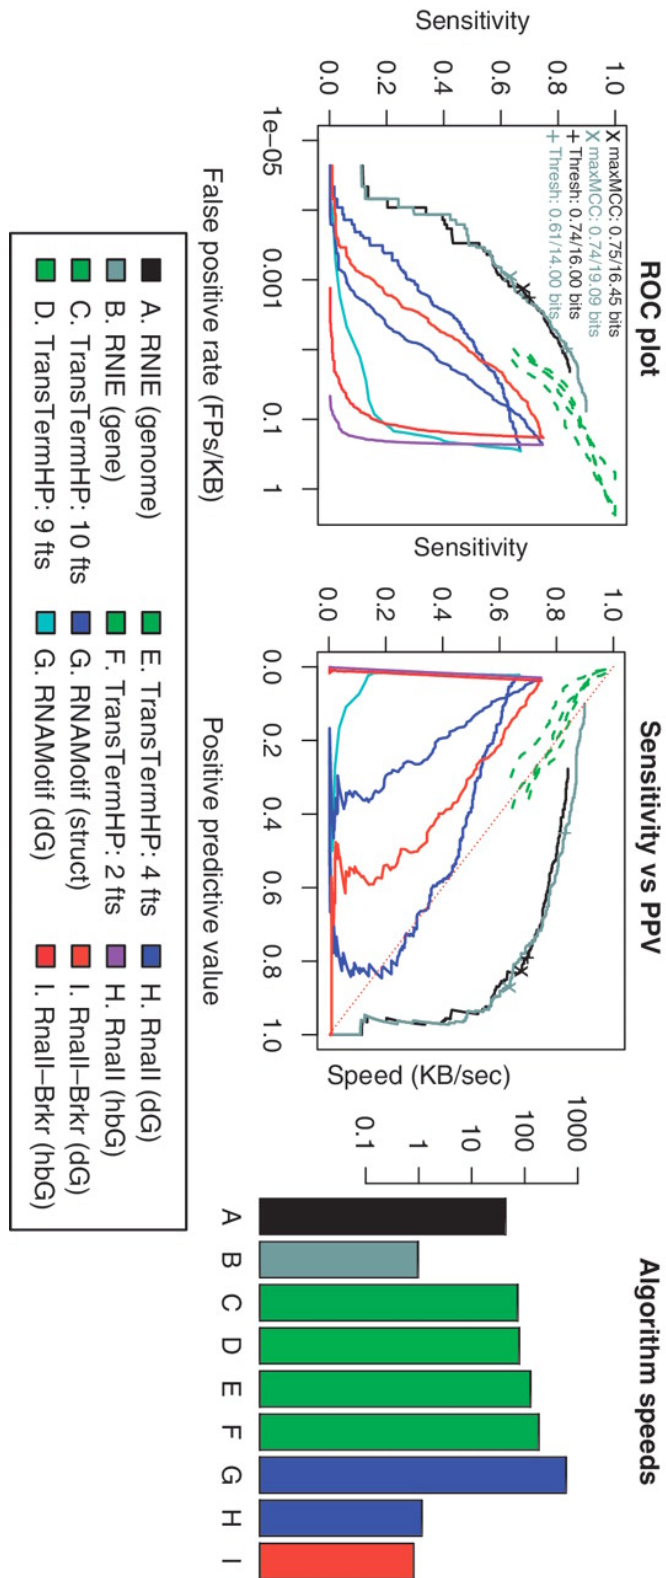 ROC plot
Sensitivity
0.0 0.2 0.4 0.6 0.8 1.0
X maxMCC: 0.75/16.45 bits
X maxMCC: 0.74/19.09 bits
+ Thresh: 0.74/16.00 bits
+ Thresh: 0.61/14.00 bits
1e−05 0.001 0.1 1
False positive rate (FPs/KB)
Sensitivity vs PPV
Sensitivity
0.0 0.2 0.4 0.6 0.8 1.0
0.0 0.2 0.4 0.6 0.8 1.0
Positive predictive value
Algorithm speeds
Speed (KB/sec)
0.1 1 10 100 1000
A B C D E F G H I
A. RNIE (genome)
B. RNIE (gene)
C. TransTermHP: 10 fts
D. TransTermHP: 9 fts
E. TransTermHP: 4 fts
F. TransTermHP: 2 fts
G. RNAMotif (struct)
G. RNAMotif (dG)
H. Rnall (dG)
H. Rnall (hbG)
I. Rnall−Brkr (dG)
I. Rnall−Brkr (hbG)